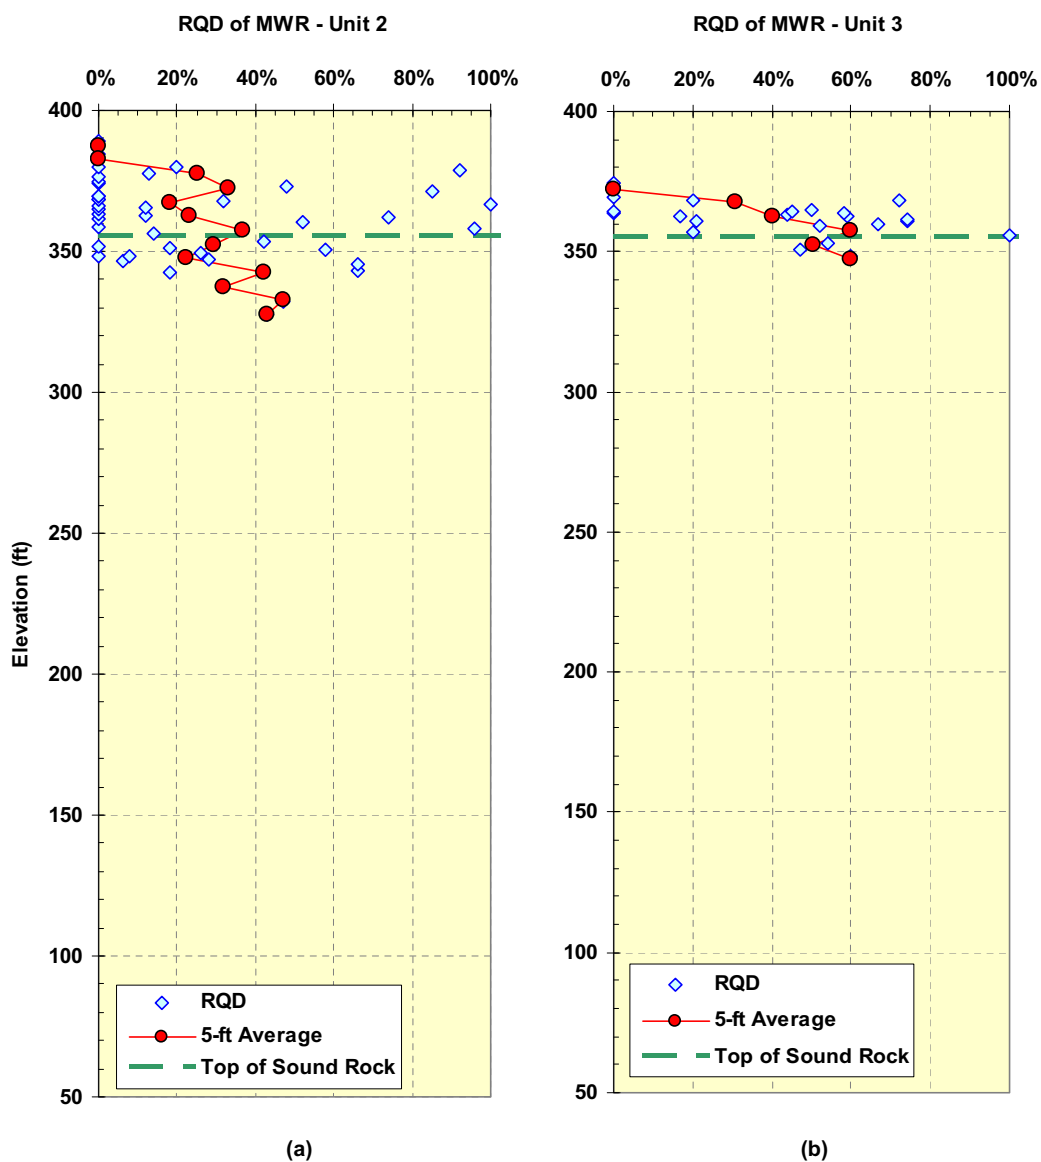 RQD of MWR - Unit 2
0% 20% 40% 60% 80% 100%
400
350
300
250
200
150
100
50
Elevation (ft)
RQD
5-ft Average
Top of Sound Rock
(a)
RQD of MWR - Unit 3
0% 20% 40% 60% 80% 100%
400
350
300
250
200
150
100
50
RQD
5-ft Average
Top of Sound Rock
(b)